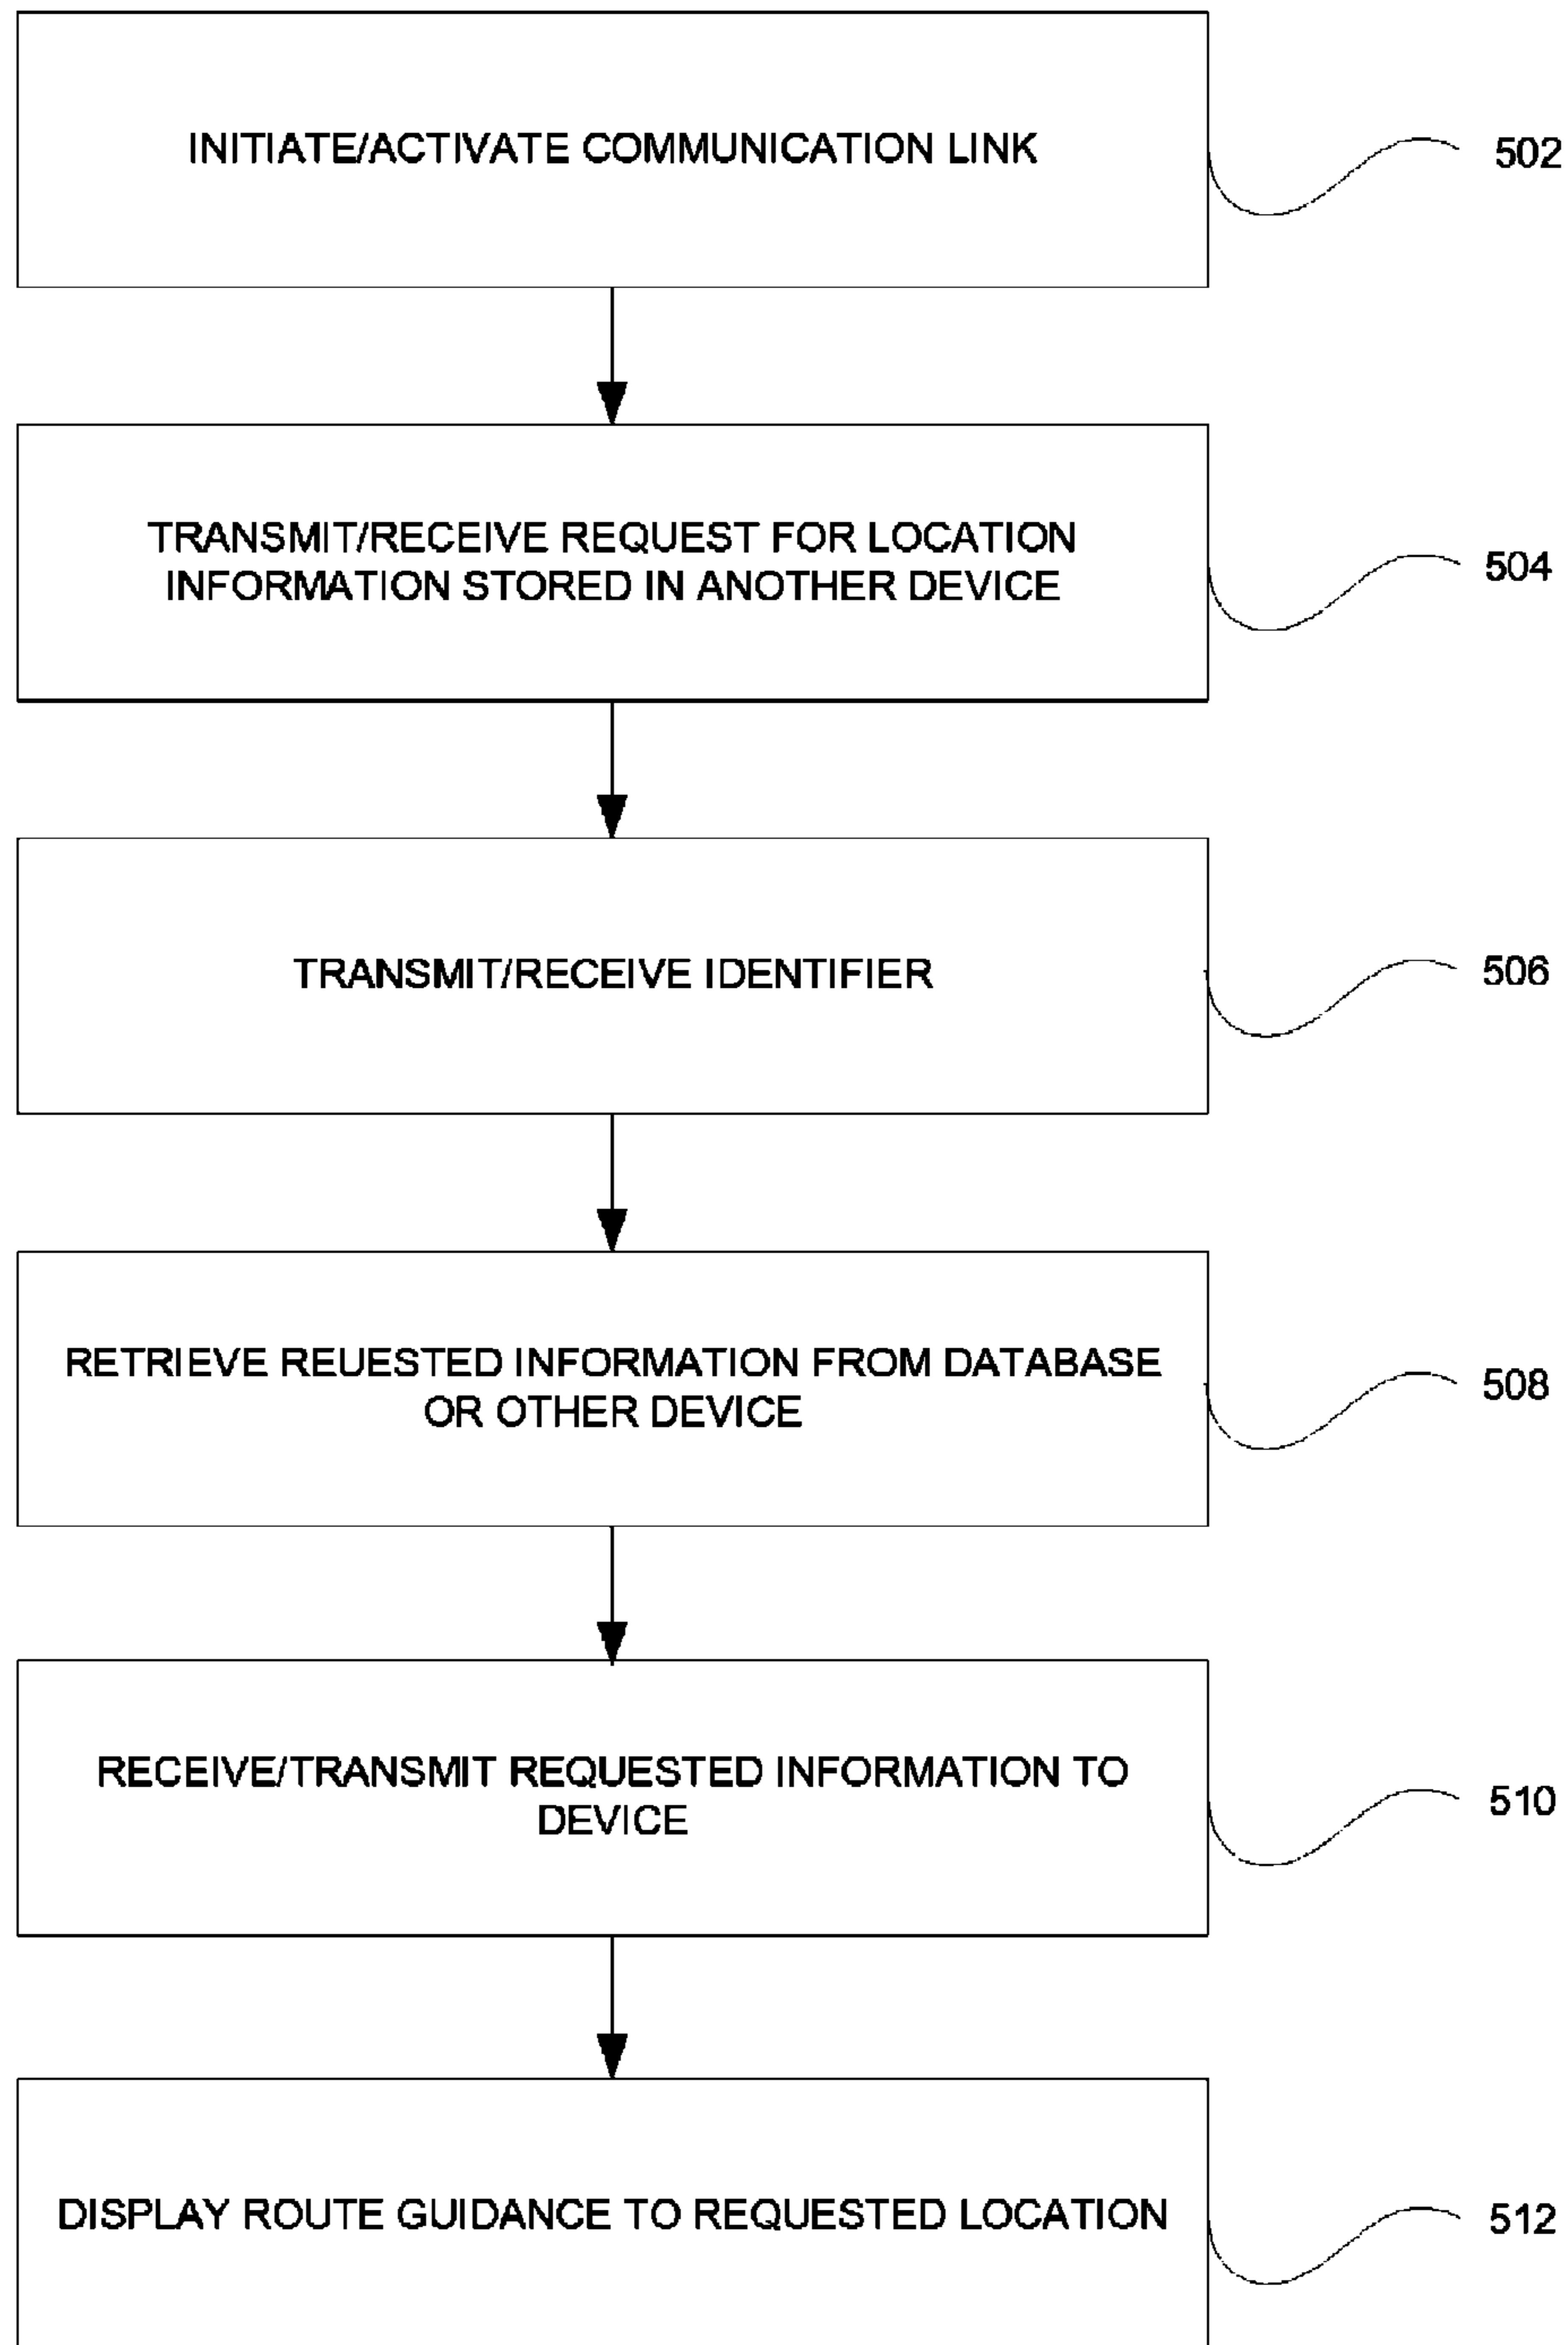 INITIATE/ACTIVATE COMMUNICATION LINK
502
TRANSMIT/RECEIVE REQUEST FOR LOCATION
INFORMATION STORED IN ANOTHER DEVICE
504
TRANSMIT/RECEIVE IDENTIFIER
506
RETRIEVE REUESTED INFORMATION FROM DATABASE
OR OTHER DEVICE
508
RECEIVE/TRANSMIT REQUESTED INFORMATION TO
DEVICE
510
DISPLAY ROUTE GUIDANCE TO REQUESTED LOCATION
512